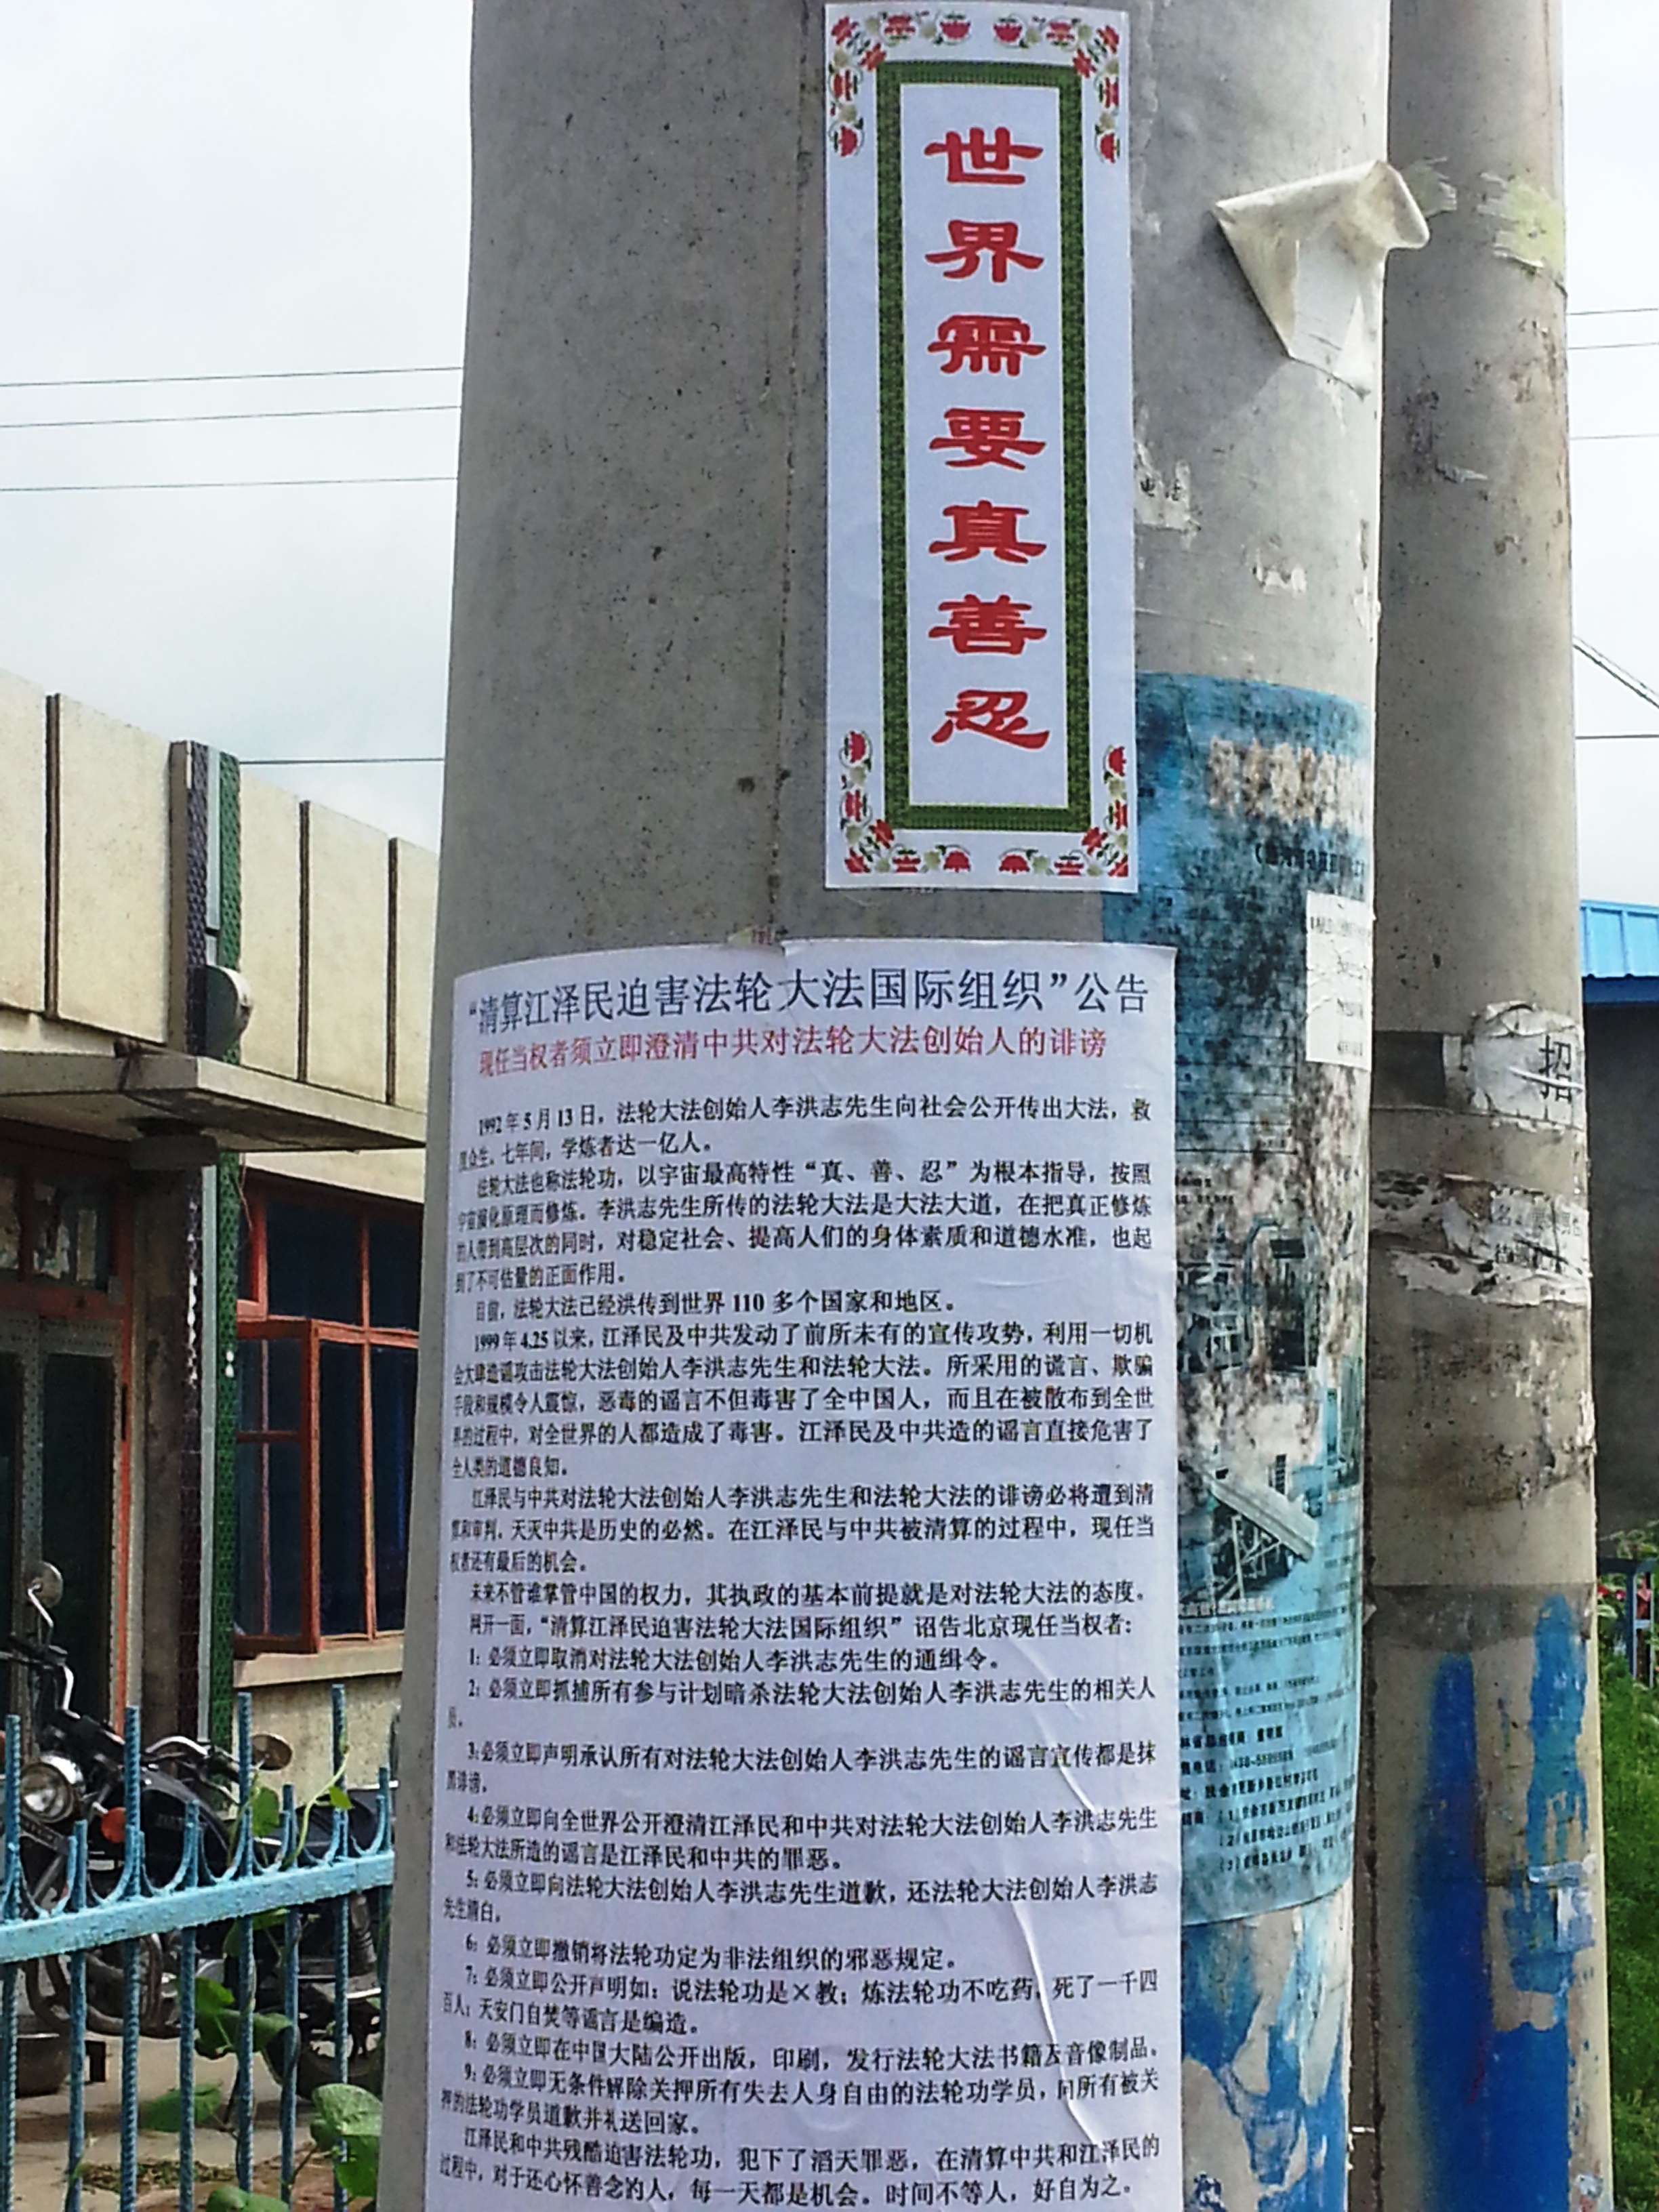 世界需要真善忍
“清算江泽民迫害法轮大法国际组织”公告
现任当权者须立即澄清中共对法轮大法创始人的诽谤
1992年5月13日，法轮大法创始人李洪志先生向社会公开传出大法，救
度众生。七年间，学炼者达一亿人。
法轮大法也称法轮功，以宇宙最高特性“真、善、忍”为根本指导，按照
宇宙演化原理而修炼。李洪志先生所传的法轮大法是大法大道，在把真正修炼
的人带到高层次的同时，对稳定社会、提高人们的身体素质和道德水准，也起
到了不可估量的正面作用。
目前，法轮大法已经洪传到世界110多个国家和地区。
1999年4.25以来，江泽民及中共发动了前所未有的宣传攻势，利用一切机
会大肆造谣攻击法轮大法创始人李洪志先生和法轮大法。所采用的谎言、欺骗
手段和规模令人震惊，恶毒的谣言不但毒害了全中国人，而且在被散布到全世
界的过程中，对全世界的人都造成了毒害。江泽民及中共造的谣言直接危害了
全人类的道德良知。
江泽民与中共对法轮大法创始人李洪志先生和法轮大法的诽谤必将遭到清
算和审判，天灭中共是历史的必然。在江泽民与中共被清算的过程中，现任当
权者还有最后的机会。
未来不管谁掌管中国的权力，其执政的基本前提就是对法轮大法的态度。
网开一面，“清算江泽民迫害法轮大法国际组织”诏告北京现任当权者：
1：必须立即取消对法轮大法创始人李洪志先生的通缉令。
2：必须立即抓捕所有参与计划暗杀法轮大法创始人李洪志先生的相关人
员。
3：必须立即声明承认所有对法轮大法创始人李洪志先生的谣言宣传都是抹
黑诽谤。
4：必须立即向全世界公开澄清江泽民和中共对法轮大法创始人李洪志先生
和法轮大法所造的谣言是江泽民和中共的罪恶。
5：必须立即向法轮大法创始人李洪志先生道歉，还法轮大法创始人李洪志
先生清白。
6：必须立即撤销将法轮功定为非法组织的邪恶规定。
7：必须立即公开声明如：说法轮功是×教；炼法轮功不吃药，死了一千四
百人；天安门自焚等谣言是编造。
8：必须立即在中国大陆公开出版，印刷，发行法轮大法书籍及音像制品。
9：必须立即无条件解除关押所有失去人身自由的法轮功学员，向所有被关
押的法轮功学员道歉并礼送回家。
江泽民和中共残酷迫害法轮功，犯下了滔天罪恶，在清算中共和江泽民的
过程中，对于还心怀善念的人，每一天都是机会。时间不等人，好自为之。
电话
招